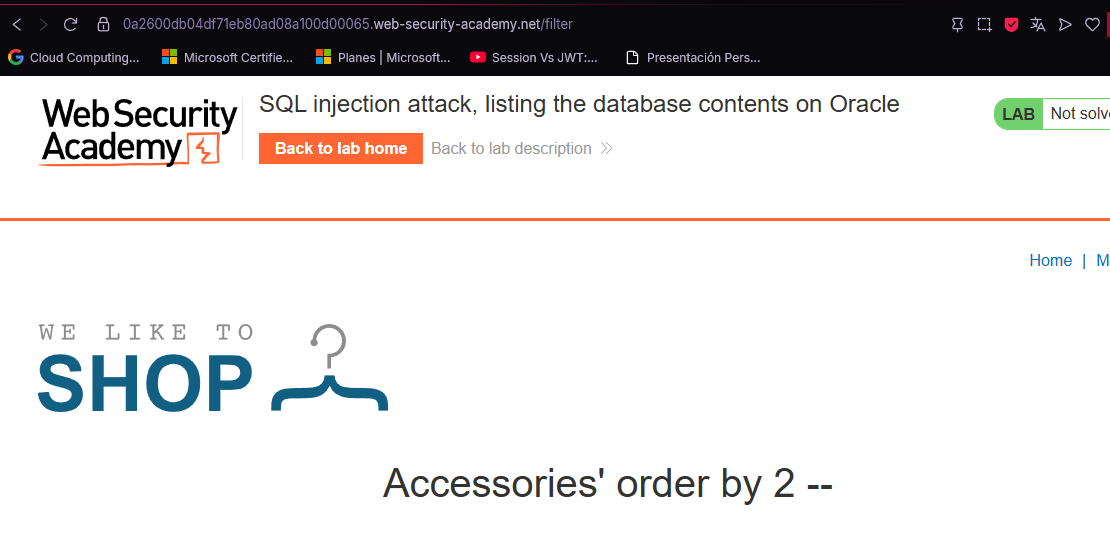 0a2600db04df71eb80ad08a100d00065.web-security-academy.net/filter
Cloud Computing... Microsoft Certifie... Planes | Microsoft... Session Vs JWT:... Presentación Pers...
Web Security
Academy
SQL injection attack, listing the database contents on Oracle
Back to lab home Back to lab description
LAB Not solve
Home | M
WE LIKE TO
SHOP
Accessories' order by 2 --